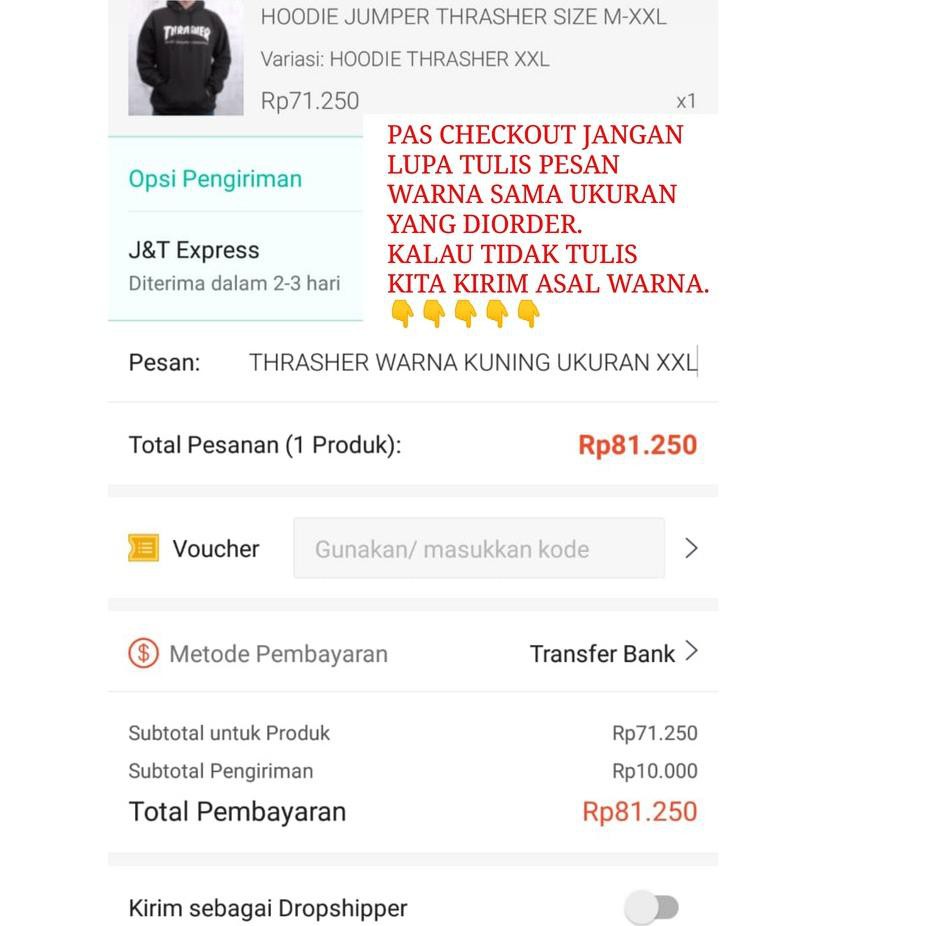 THRASHER
HOODIE JUMPER THRASHER SIZE M-XXL
Variasi: HOODIE THRASHER XXL
Rp71.250
x1
PAS CHECKOUT JANGAN
LUPA TULIS PESAN
WARNA SAMA UKURAN
YANG DIORDER.
KALAU TIDAK TULIS
KITA KIRIM ASAL WARNA.
👇👇👇👇👇
Opsi Pengiriman
J&T Express
Diterima dalam 2-3 hari
Pesan: THRASHER WARNA KUNING UKURAN XXL
Total Pesanan (1 Produk): Rp81.250
Voucher Gunakan/ masukkan kode
Metode Pembayaran Transfer Bank
Subtotal untuk Produk Rp71.250
Subtotal Pengiriman Rp10.000
Total Pembayaran Rp81.250
Kirim sebagai Dropshipper